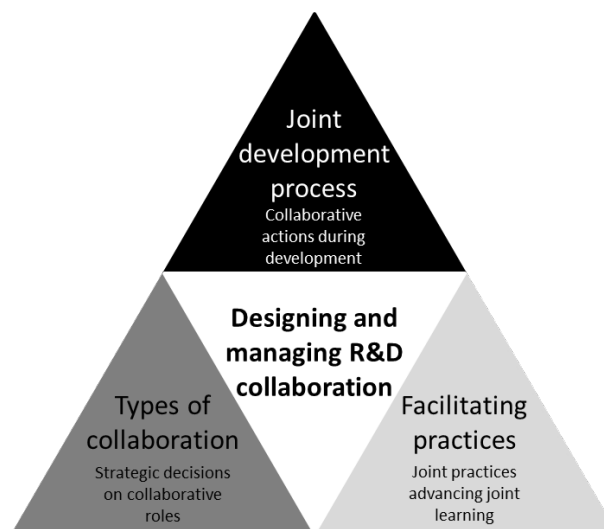 Joint
development
process
Collaborative
actions during
development
Designing and
managing R&D
collaboration
Types of
collaboration
Strategic decisions
on collaborative
roles
Facilitating
practices
Joint practices
advancing joint
learning